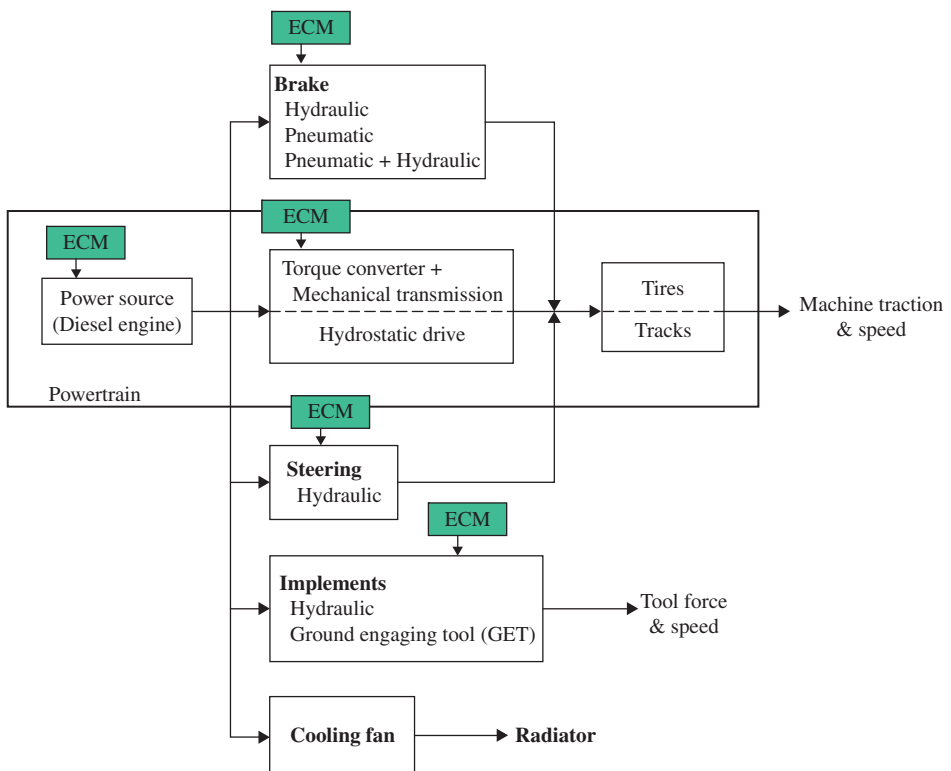 ECM
Brake
Hydraulic
Pneumatic
Pneumatic + Hydraulic
ECM
ECM
Power source
(Diesel engine)
Torque converter +
Mechanical transmission
Hydrostatic drive
Tires
Tracks
Machine traction
& speed
Powertrain
ECM
Steering
Hydraulic
ECM
Implements
Hydraulic
Ground engaging tool (GET)
Tool force
& speed
Cooling fan
Radiator